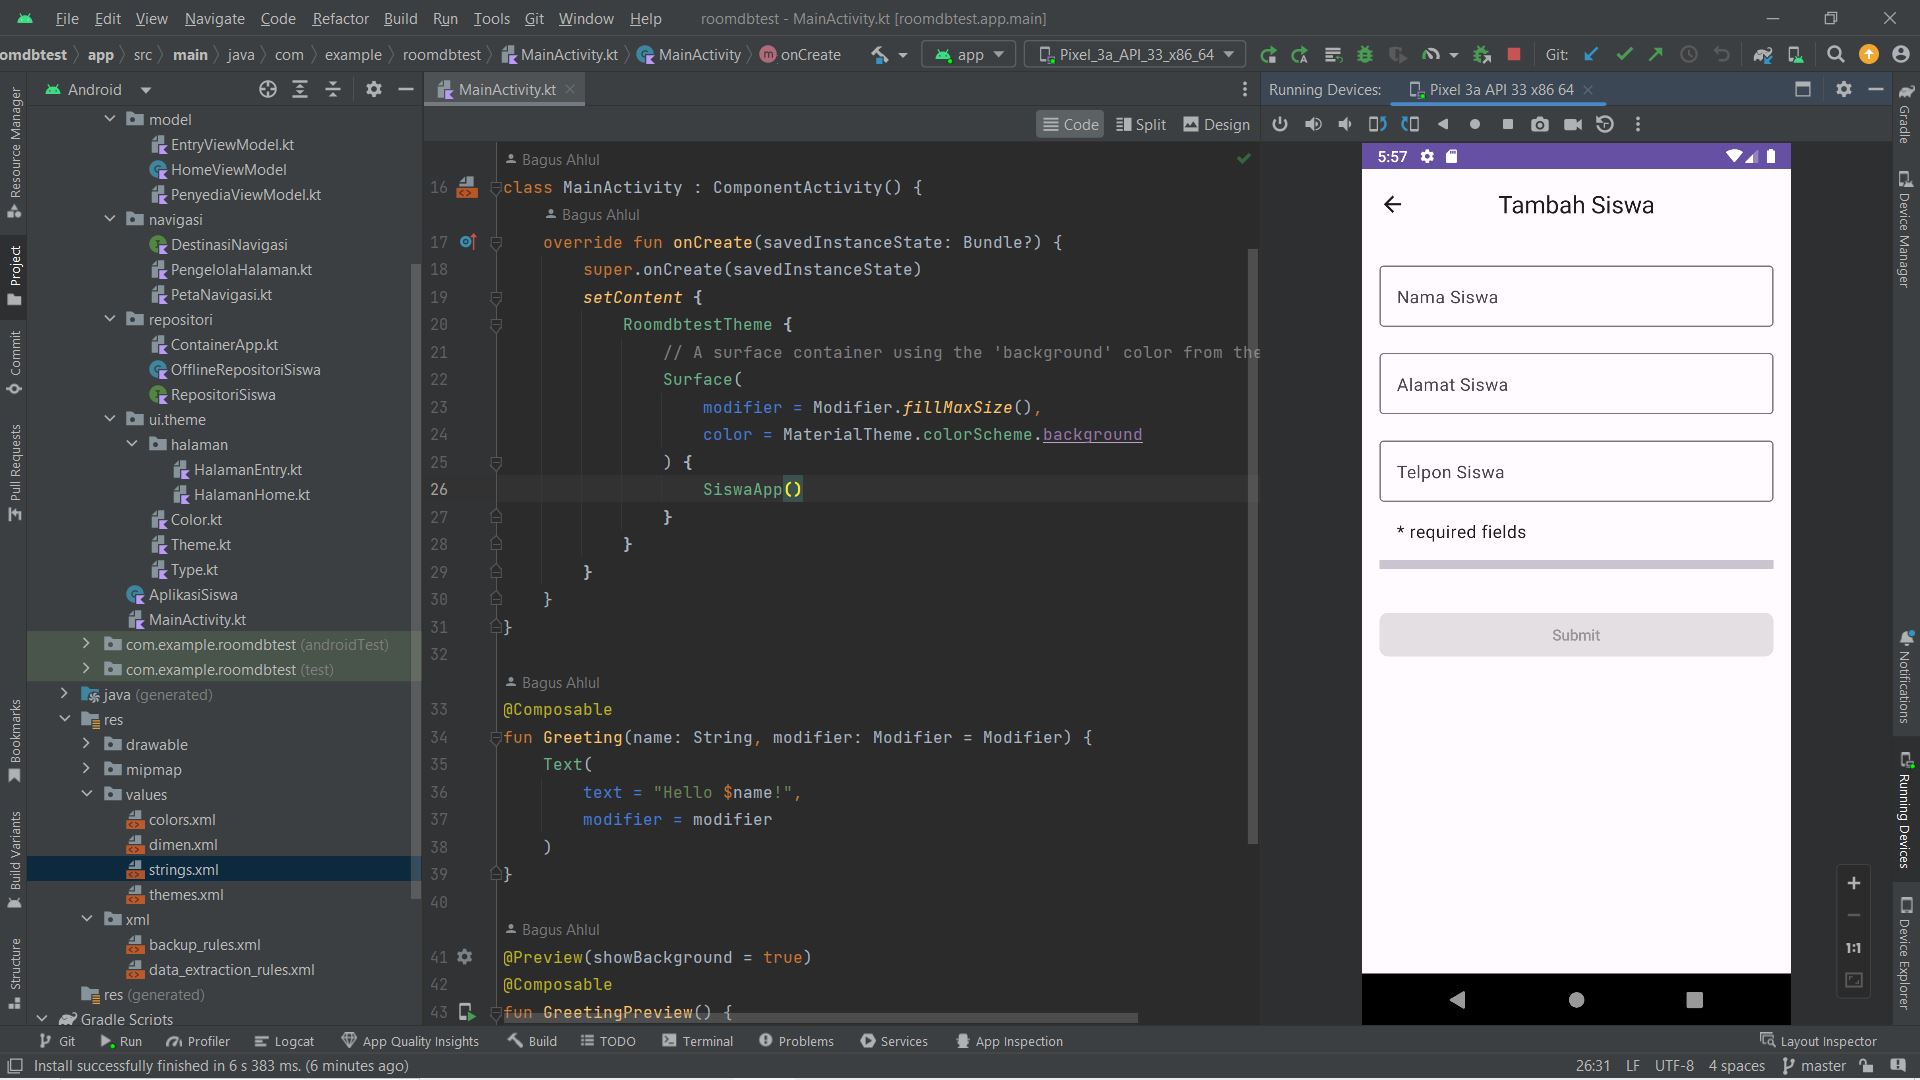 File Edit View Navigate Code Refactor Build Run Tools Git Window Help roomdbtest - MainActivity.kt [roomdbtest.app.main]
omdbtest app src main java com example roomdbtest MainActivity.kt MainActivity onCreate app Pixel_3a_API_33_x86_64 Git:
Android MainActivity.kt Running Devices: Pixel 3a API 33 x86 64
Code Split Design
Resource Manager
Project
Commit
Pull Requests
Bookmarks
Build Variants
Structure
model
EntryViewModel.kt
HomeViewModel
PenyediaViewModel.kt
navigasi
DestinasiNavigasi
PengelolaHalaman.kt
PetaNavigasi.kt
repositori
ContainerApp.kt
OfflineRepositoriSiswa
RepositoriSiswa
ui.theme
halaman
HalamanEntry.kt
HalamanHome.kt
Color.kt
Theme.kt
Type.kt
AplikasiSiswa
MainActivity.kt
com.example.roomdbtest (androidTest)
com.example.roomdbtest (test)
java (generated)
res
drawable
mipmap
values
colors.xml
dimen.xml
strings.xml
themes.xml
xml
backup_rules.xml
data_extraction_rules.xml
res (generated)
Gradle Scripts
Bagus Ahlul
16 class MainActivity : ComponentActivity() {
Bagus Ahlul
17 override fun onCreate(savedInstanceState: Bundle?) {
18 super.onCreate(savedInstanceState)
19 setContent {
20 RoomdbtestTheme {
21 // A surface container using the 'background' color from the
22 Surface(
23 modifier = Modifier.fillMaxSize(),
24 color = MaterialTheme.colorScheme.background
25 ) {
26 SiswaApp()
27 }
28 }
29 }
30 }
31 }
32
Bagus Ahlul
33 @Composable
34 fun Greeting(name: String, modifier: Modifier = Modifier) {
35 Text(
36 text = "Hello $name!",
37 modifier = modifier
38 )
39 }
40
Bagus Ahlul
41 @Preview(showBackground = true)
42 @Composable
43 fun GreetingPreview() {
5:57
Tambah Siswa
Nama Siswa
Alamat Siswa
Telpon Siswa
* required fields
Submit
1:1
Gradle
Device Manager
Notifications
Running Devices
Device Explorer
Git Run Profiler Logcat App Quality Insights Build TODO Terminal Problems Services App Inspection Layout Inspector
Install successfully finished in 6 s 383 ms. (6 minutes ago) 26:31 LF UTF-8 4 spaces master